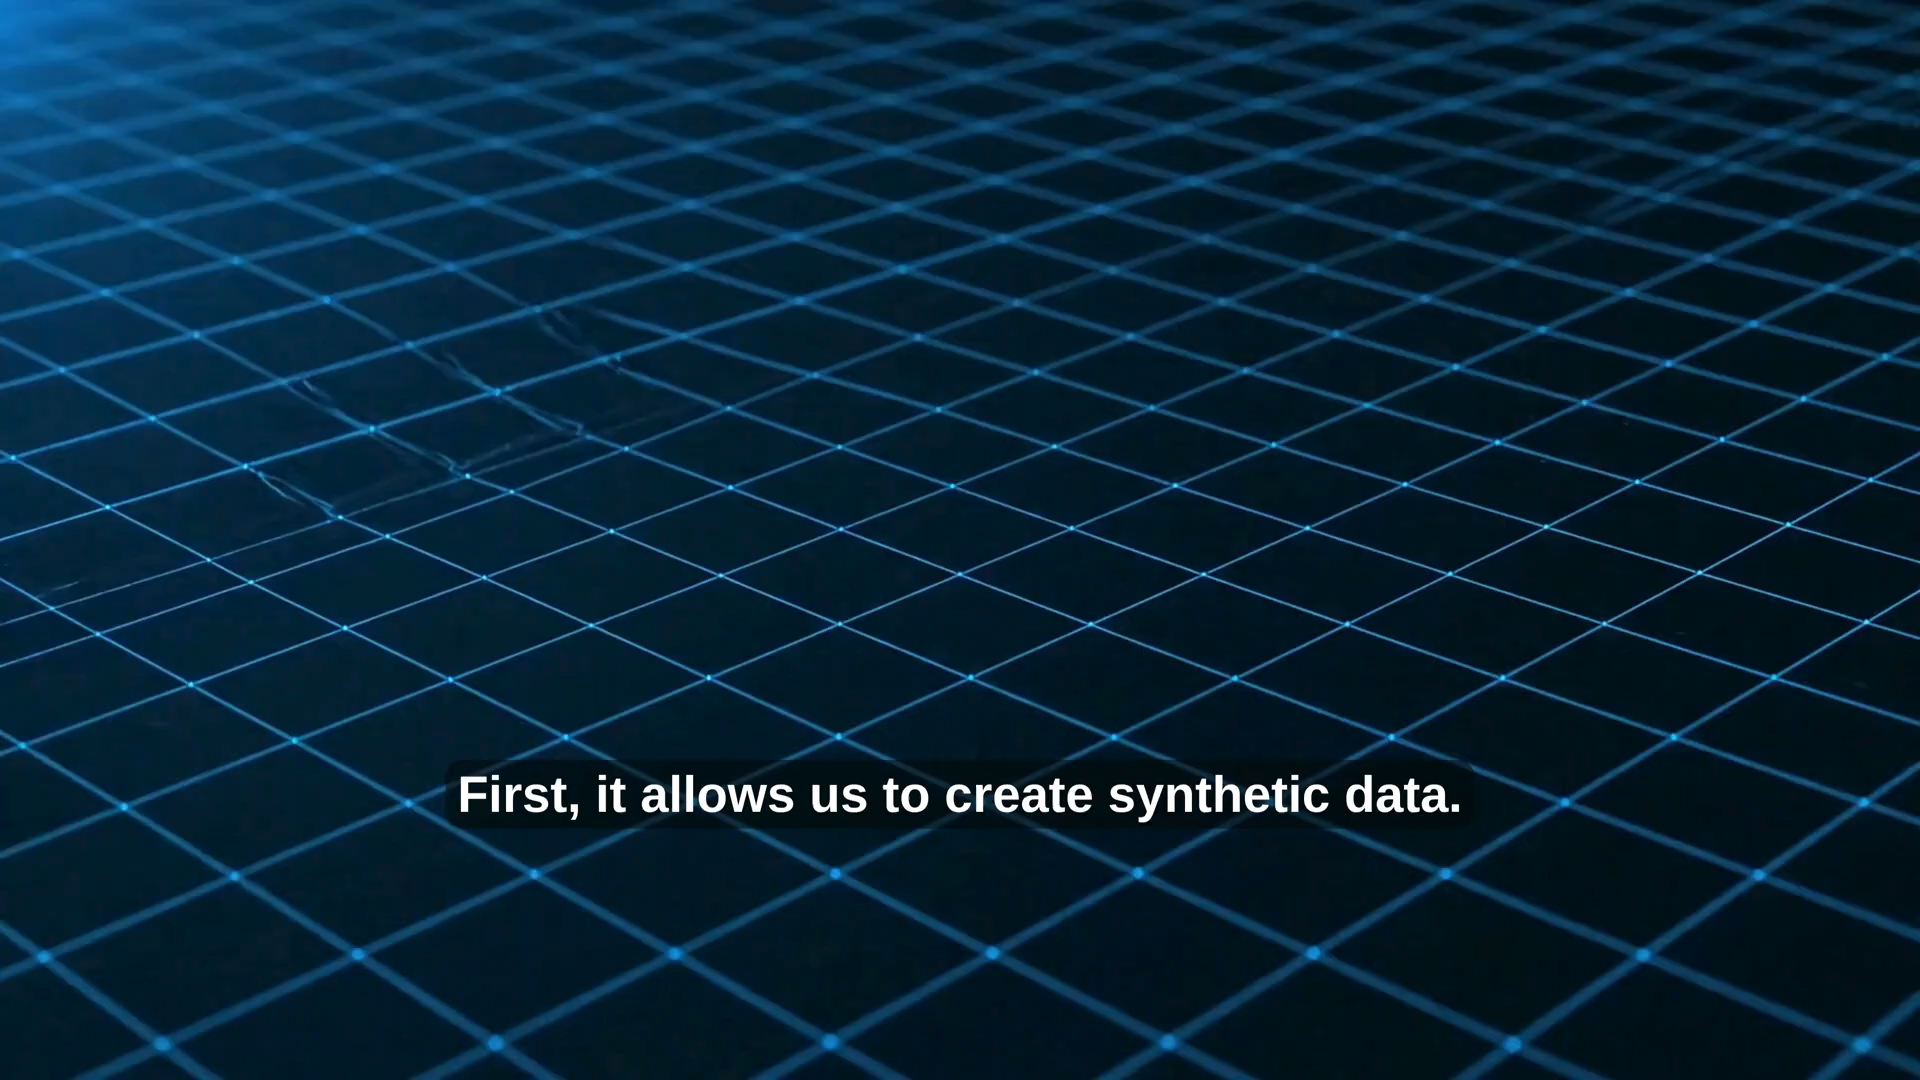 First, it allows us to create synthetic data.